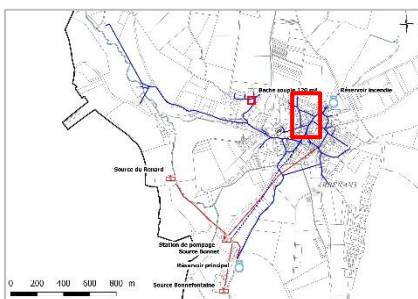 Bache souple 120 m3
Réservoir incendie
Source du Renard
Station de pompage
Source Bonnet
Réservoir principal
Source Bonnefontaine
0 200 400 600 800 m